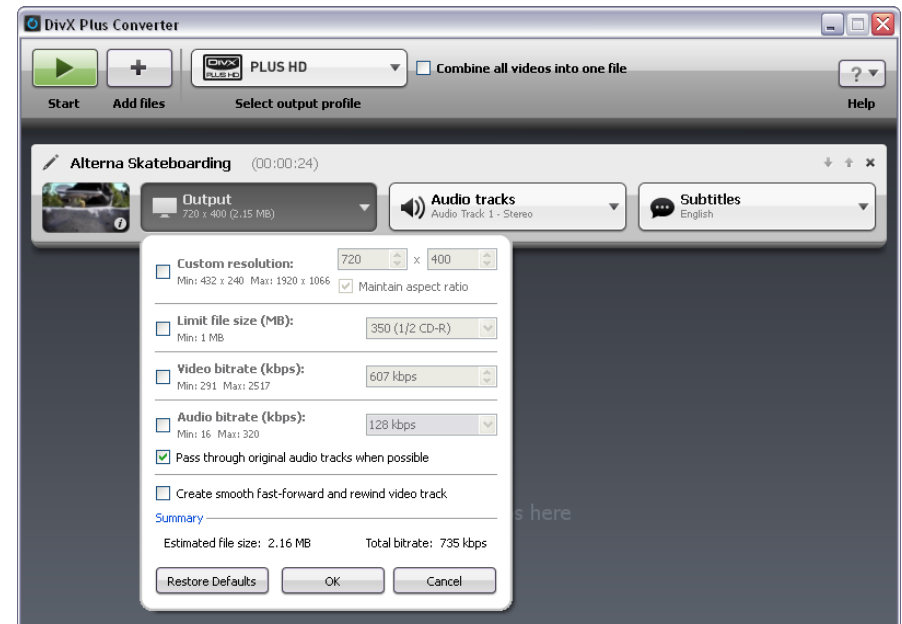 DivX Plus Converter
DIVX PLUS HD PLUS HD
Combine all videos into one file
?
Start Add files Select output profile Help
Alterna Skateboarding (00:00:24)
Output
720 x 400 (2.15 MB)
Audio tracks
Audio Track 1 - Stereo
Subtitles
English
Custom resolution: 720 x 400
Min: 432 x 240 Max: 1920 x 1066 Maintain aspect ratio
Limit file size (MB): 350 (1/2 CD-R)
Min: 1 MB
Video bitrate (kbps): 607 kbps
Min: 291 Max: 2517
Audio bitrate (kbps): 128 kbps
Min: 16 Max: 320
Pass through original audio tracks when possible
Create smooth fast-forward and rewind video track
s here
Summary
Estimated file size: 2.16 MB Total bitrate: 735 kbps
Restore Defaults OK Cancel